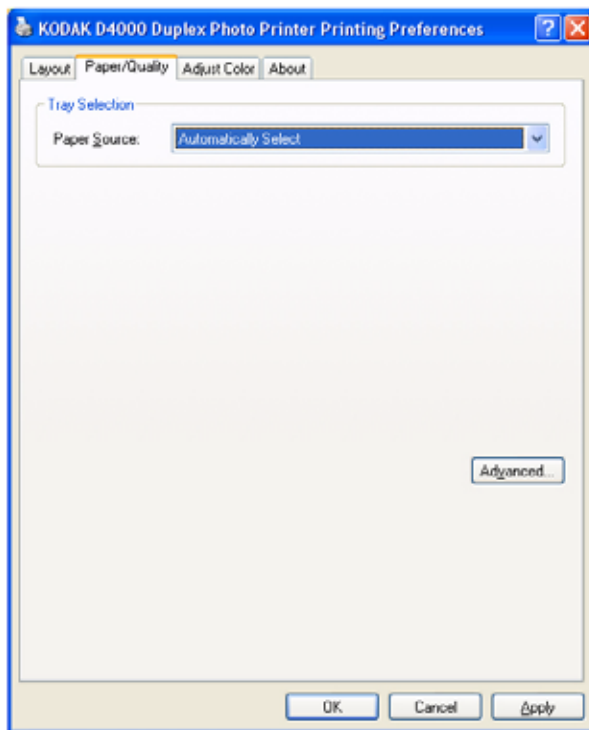 KODAK D4000 Duplex Photo Printer Printing Preferences
Layout Paper/Quality Adjust Color About
Tray Selection
Paper Source: Automatically Select
Advanced...
OK Cancel Apply